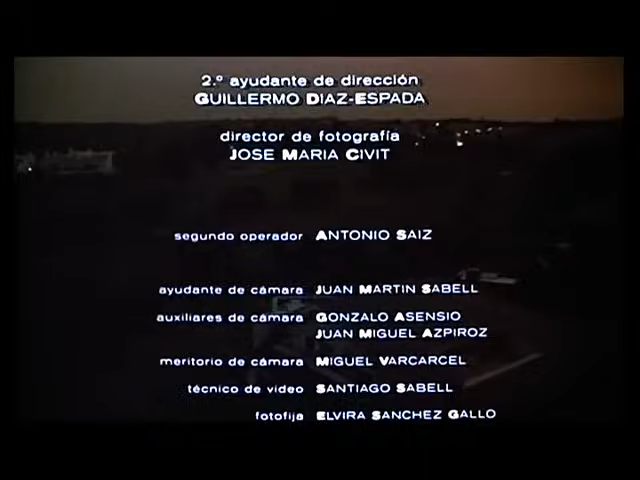 2.º ayudante de dirección
GUILLERMO DIAZ-ESPADA
director de fotografía
JOSE MARIA CIVIT
segundo operador ANTONIO SAIZ
ayudante de cámara JUAN MARTIN SABELL
auxiliares de cámara GONZALO ASENSIO
JUAN MIGUEL AZPIROZ
meritorio de cámara MIGUEL VARCARCEL
técnico de video SANTIAGO SABELL
fotofija ELVIRA SANCHEZ GALLO